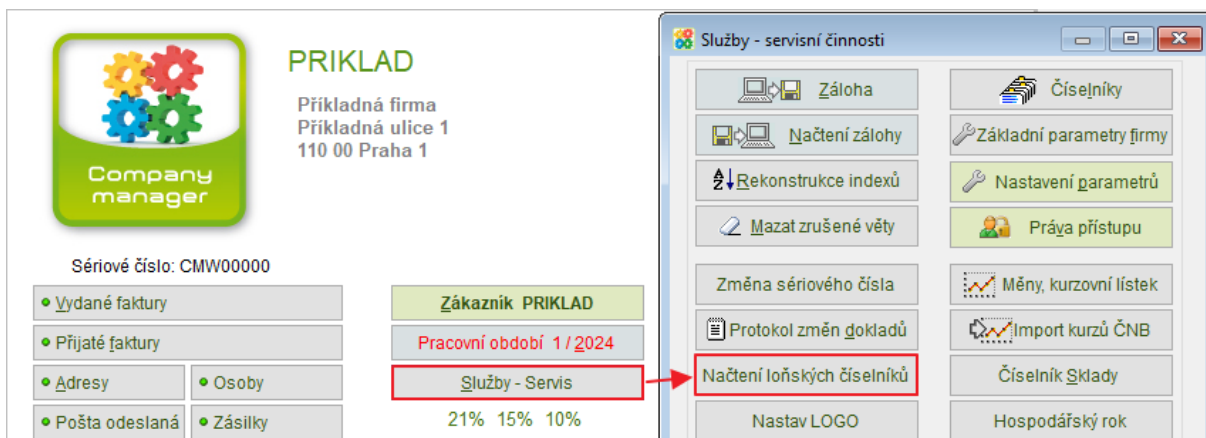 Company
manager
PRIKLAD
Příkladná firma
Příkladná ulice 1
110 00 Praha 1
Sériové číslo: CMW00000
Vydané faktury
Přijaté faktury
Adresy
Osoby
Pošta odeslaná
Zásilky
Zákazník PRIKLAD
Pracovní období 1 / 2024
Služby - Servis
21% 15% 10%
Služby - servisní činnosti
Záloha
Číselníky
Načtení zálohy
Základní parametry firmy
Rekonstrukce indexů
Nastavení parametrů
Mazat zrušené věty
Práva přístupu
Změna sériového čísla
Měny, kurzovní lístek
Protokol změn dokladů
Import kurzů ČNB
Načtení loňských číselníků
Číselník Sklady
Nastav LOGO
Hospodářský rok